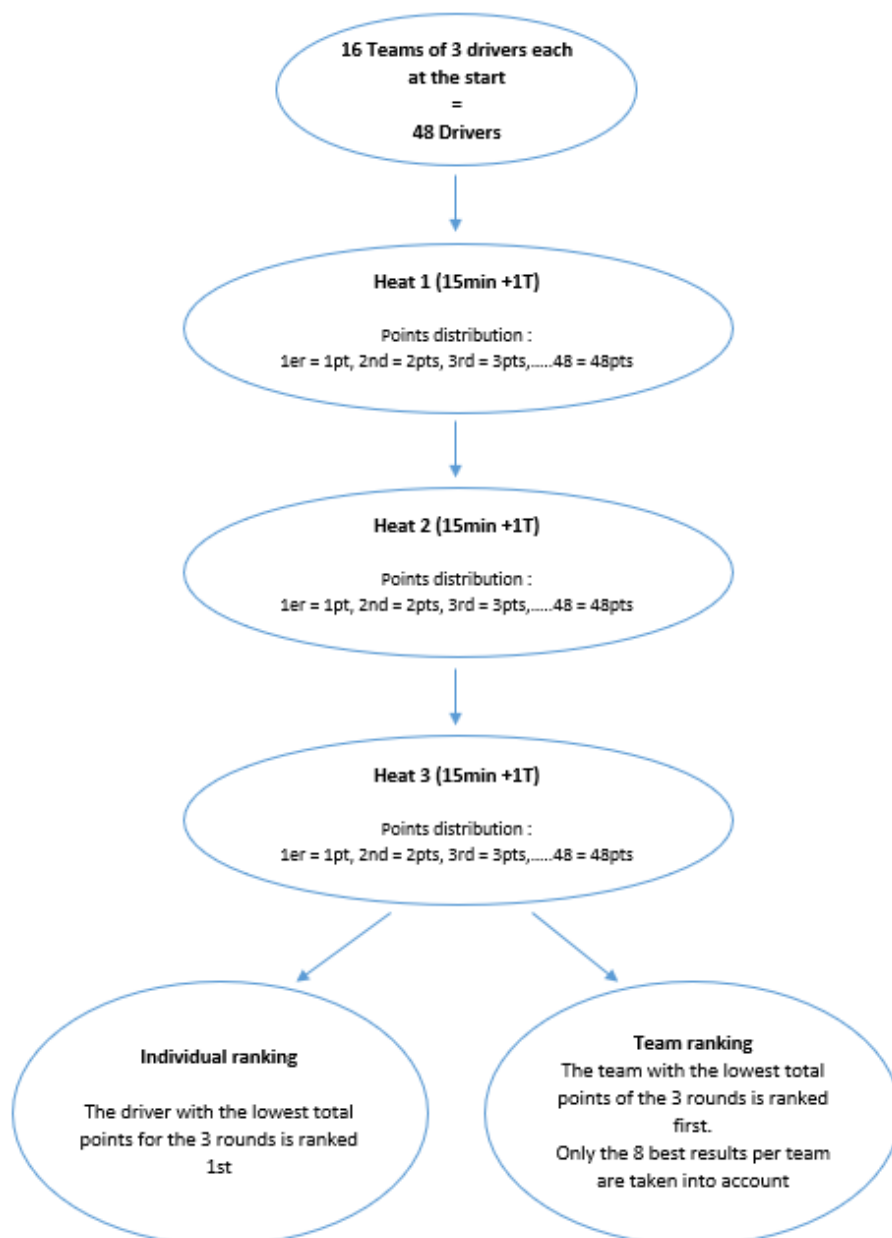 16 Teams of 3 drivers each
at the start
=
48 Drivers
Heat 1 (15min +1T)
Points distribution :
1er = 1pt, 2nd = 2pts, 3rd = 3pts,.....48 = 48pts
Heat 2 (15min +1T)
Points distribution :
1er = 1pt, 2nd = 2pts, 3rd = 3pts,.....48 = 48pts
Heat 3 (15min +1T)
Points distribution :
1er = 1pt, 2nd = 2pts, 3rd = 3pts,.....48 = 48pts
Individual ranking
The driver with the lowest total
points for the 3 rounds is ranked
1st
Team ranking
The team with the lowest total
points of the 3 rounds is ranked
first.
Only the 8 best results per team
are taken into account